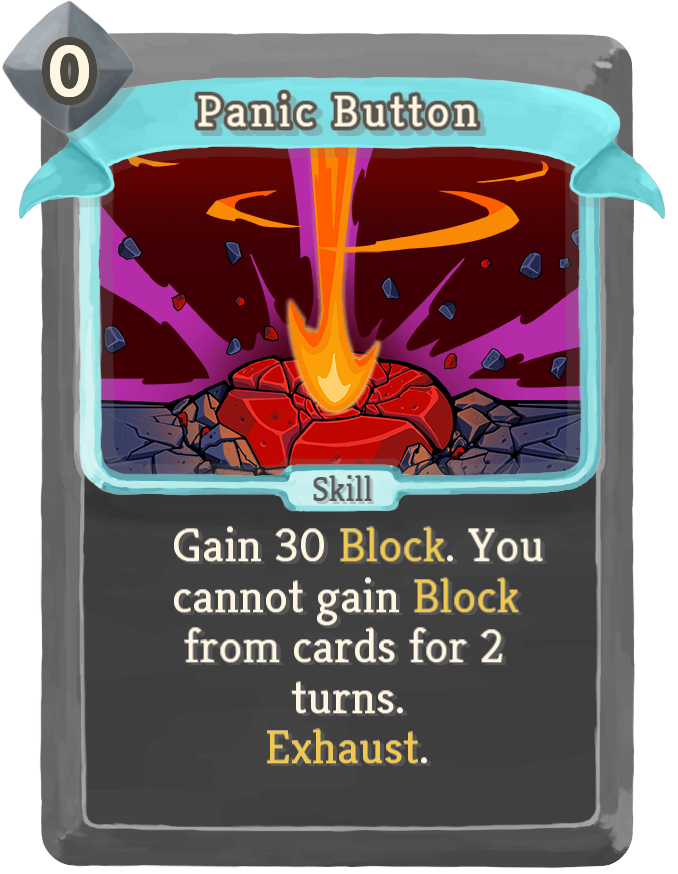 0
Panic Button
Skill
Gain 30 Block. You
cannot gain Block
from cards for 2
turns.
Exhaust.